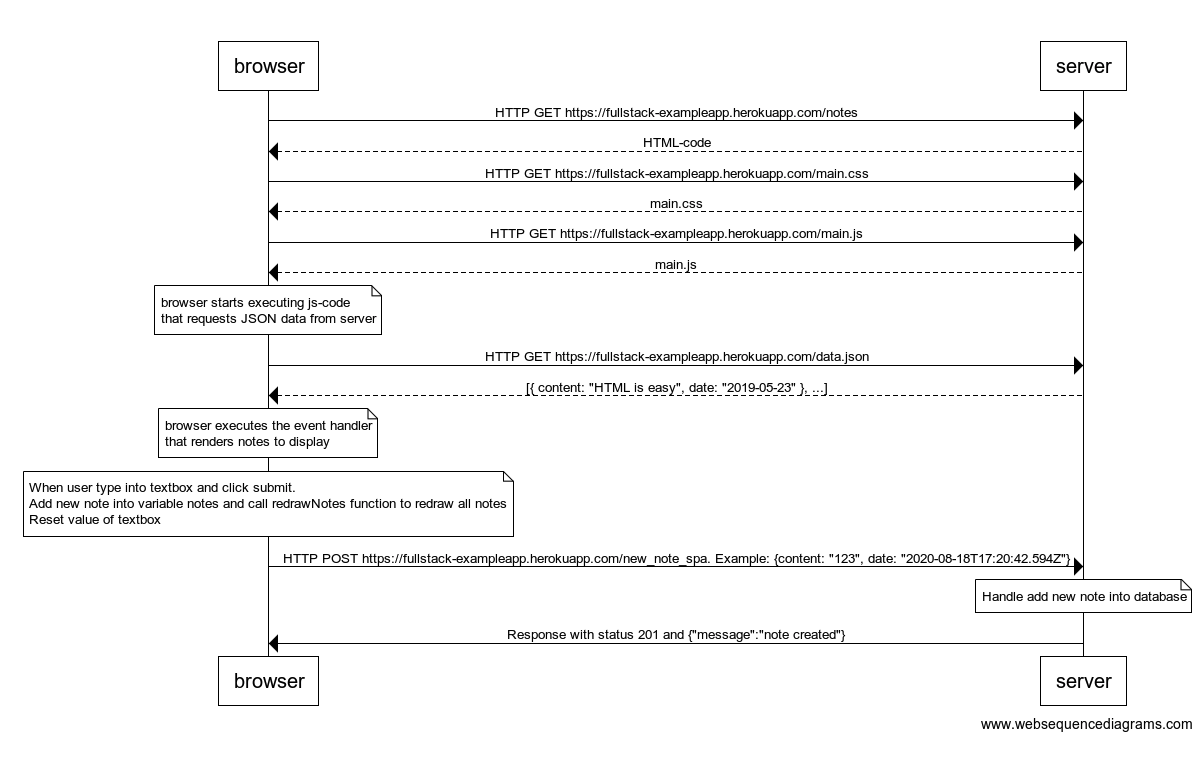 browser
server
HTTP GET https://fullstack-exampleapp.herokuapp.com/notes
HTML-code
HTTP GET https://fullstack-exampleapp.herokuapp.com/main.css
main.css
HTTP GET https://fullstack-exampleapp.herokuapp.com/main.js
main.js
browser starts executing js-code
that requests JSON data from server
HTTP GET https://fullstack-exampleapp.herokuapp.com/data.json
[{ content: "HTML is easy", date: "2019-05-23" }, ...]
browser executes the event handler
that renders notes to display
When user type into textbox and click submit.
Add new note into variable notes and call redrawNotes function to redraw all notes
Reset value of textbox
HTTP POST https://fullstack-exampleapp.herokuapp.com/new_note_spa. Example: {content: "123", date: "2020-08-18T17:20:42.594Z"}
Handle add new note into database
Response with status 201 and {"message":"note created"}
browser
server
www.websequencediagrams.com